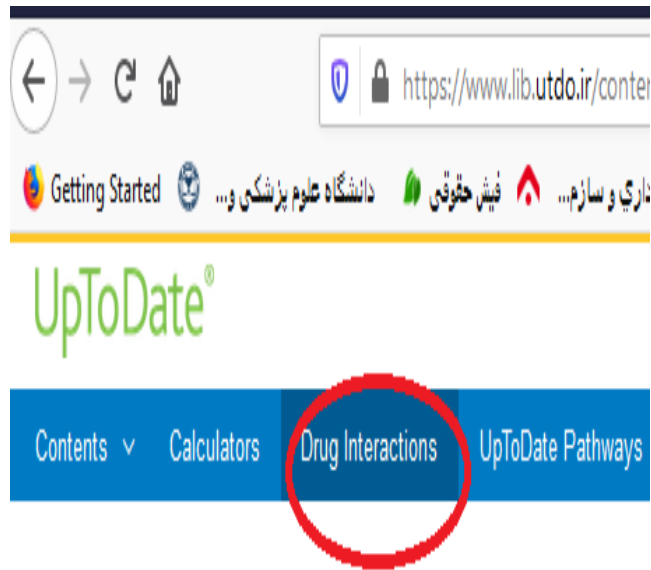 https://www.lib.utdo.ir/conten
Getting Started دانشگاه علوم پزشکی و... فیش حقوقی داري و سازم...
UpToDate®
Contents Calculators Drug Interactions UpToDate Pathways